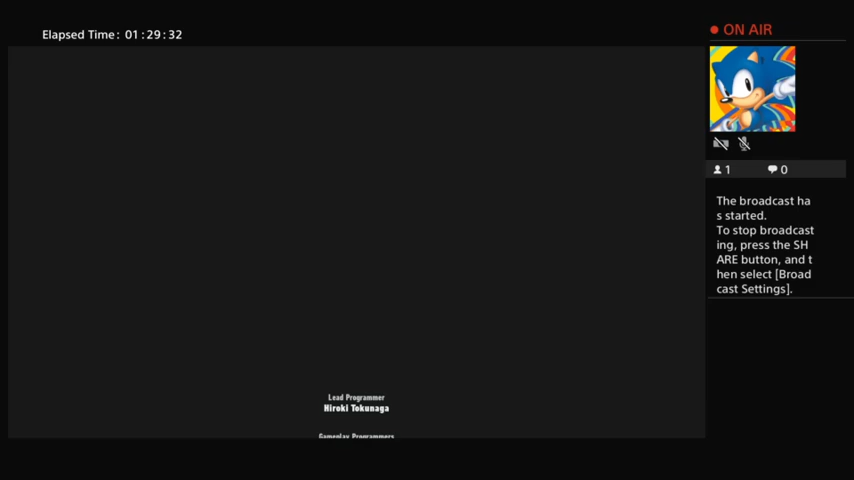 Elapsed Time: 01:29:32
ON AIR
1
0
The broadcast ha
s started.
To stop broadcast
ing, press the SH
ARE button, and t
hen select [Broad
cast Settings].
Lead Programmer
Hiroki Tokunaga
Gameplay Programmers